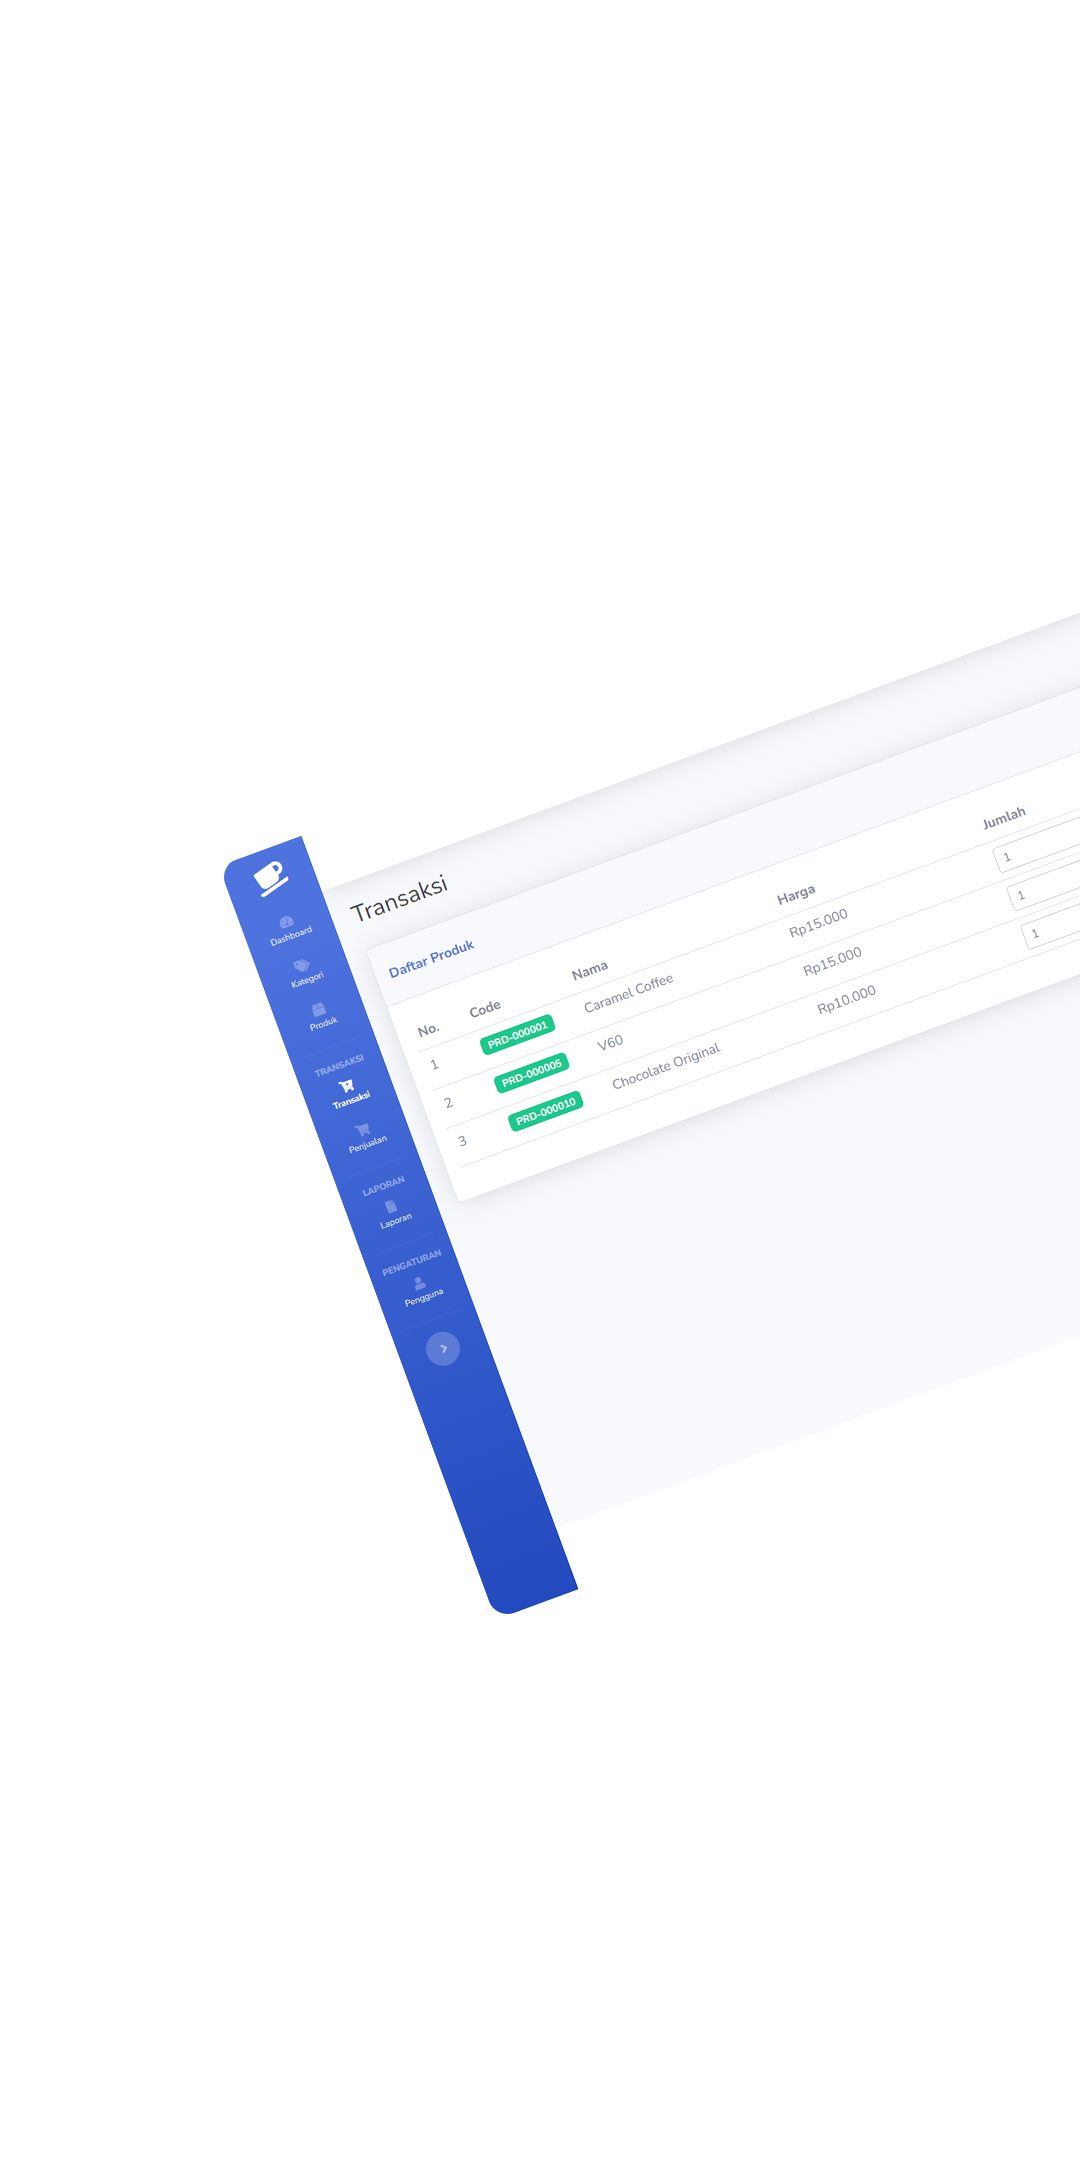 Dashboard
Kategori
Produk
TRANSAKSI
Transaksi
Penjualan
LAPORAN
Laporan
PENGATURAN
Pengguna
Transaksi
Daftar Produk
No. Code Nama Harga Jumlah
1 PRD-000001 Caramel Coffee Rp15.000 1
2 PRD-000005 V60 Rp15.000 1
3 PRD-000010 Chocolate Original Rp10.000 1